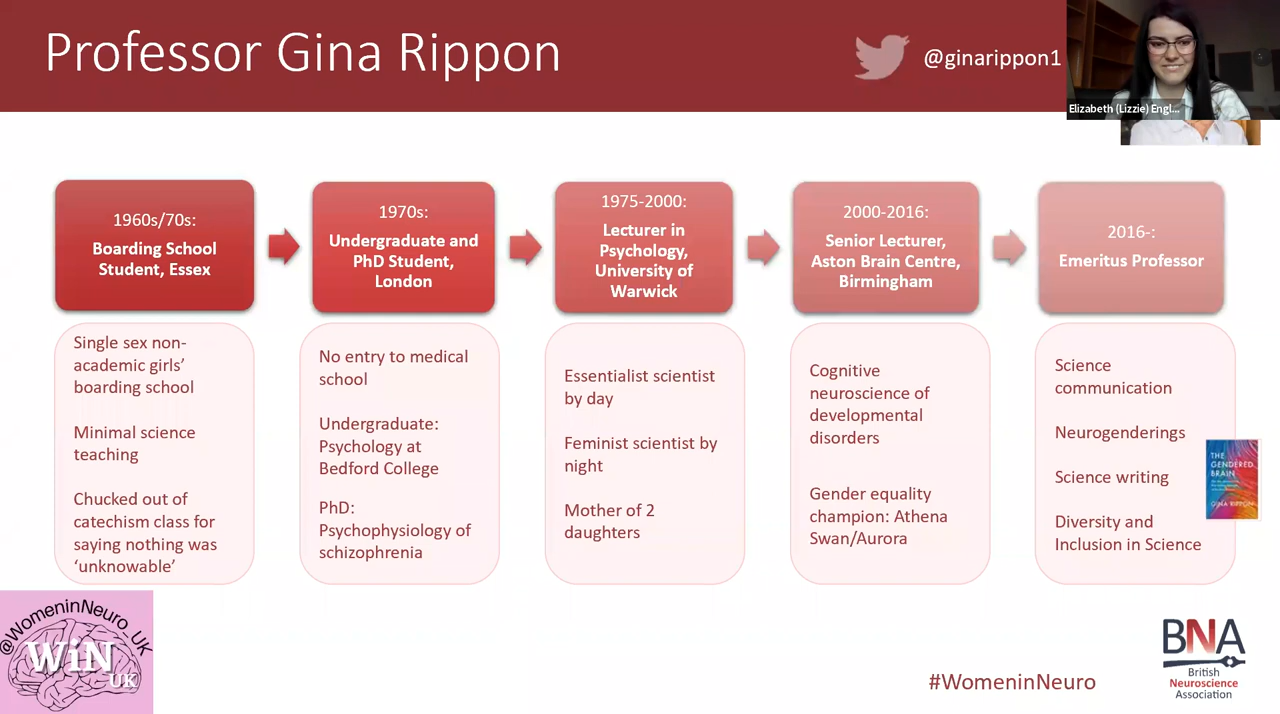 Professor Gina Rippon
@ginarippon1
Elizabeth (Lizzie) Engl...
1960s/70s:
Boarding School
Student, Essex
1970s:
Undergraduate and
PhD Student,
London
1975-2000:
Lecturer in
Psychology,
University of
Warwick
2000-2016:
Senior Lecturer,
Aston Brain Centre,
Birmingham
2016-:
Emeritus Professor
Single sex non-
academic girls’
boarding school
Minimal science
teaching
Chucked out of
catechism class for
saying nothing was
‘unknowable’
No entry to medical
school
Undergraduate:
Psychology at
Bedford College
PhD:
Psychophysiology of
schizophrenia
Essentialist scientist
by day
Feminist scientist by
night
Mother of 2
daughters
Cognitive
neuroscience of
developmental
disorders
Gender equality
champion: Athena
Swan/Aurora
Science
communication
Neurogenderings
Science writing
Diversity and
Inclusion in Science
THE
GENDERED
BRAIN
GINA RIPPON
@WomeninNeuro_UK
WiN
UK
#WomeninNeuro
BNA
British
Neuroscience
Association